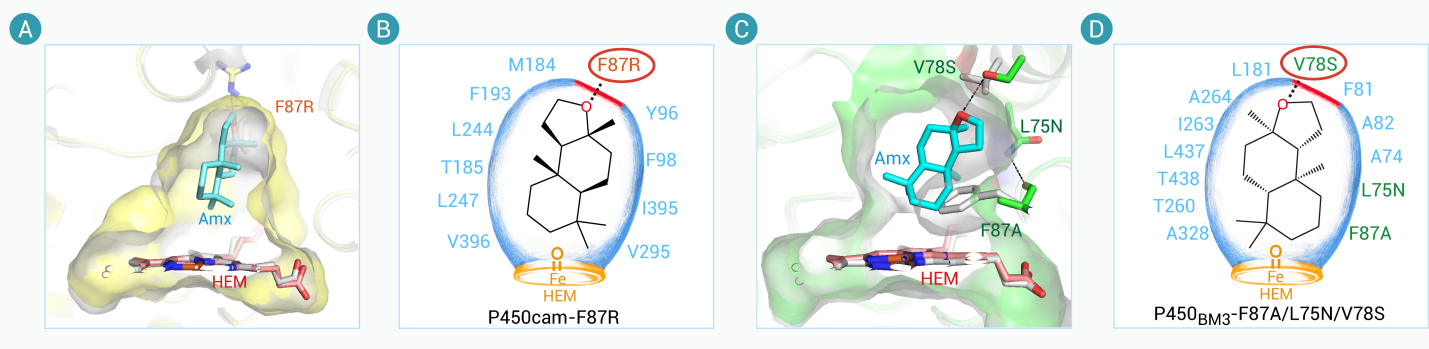 A
F87R
Amx
HEM
B
M184
F87R
F193
Y96
L244
F98
T185
L247
I395
V396
V295
O
O
Fe
HEM
P450cam-F87R
C
V78S
L75N
Amx
F87A
HEM
D
L181
V78S
F81
A264
A82
I263
L437
A74
T438
L75N
T260
F87A
A328
O
O
Fe
HEM
P450BM3-F87A/L75N/V78S